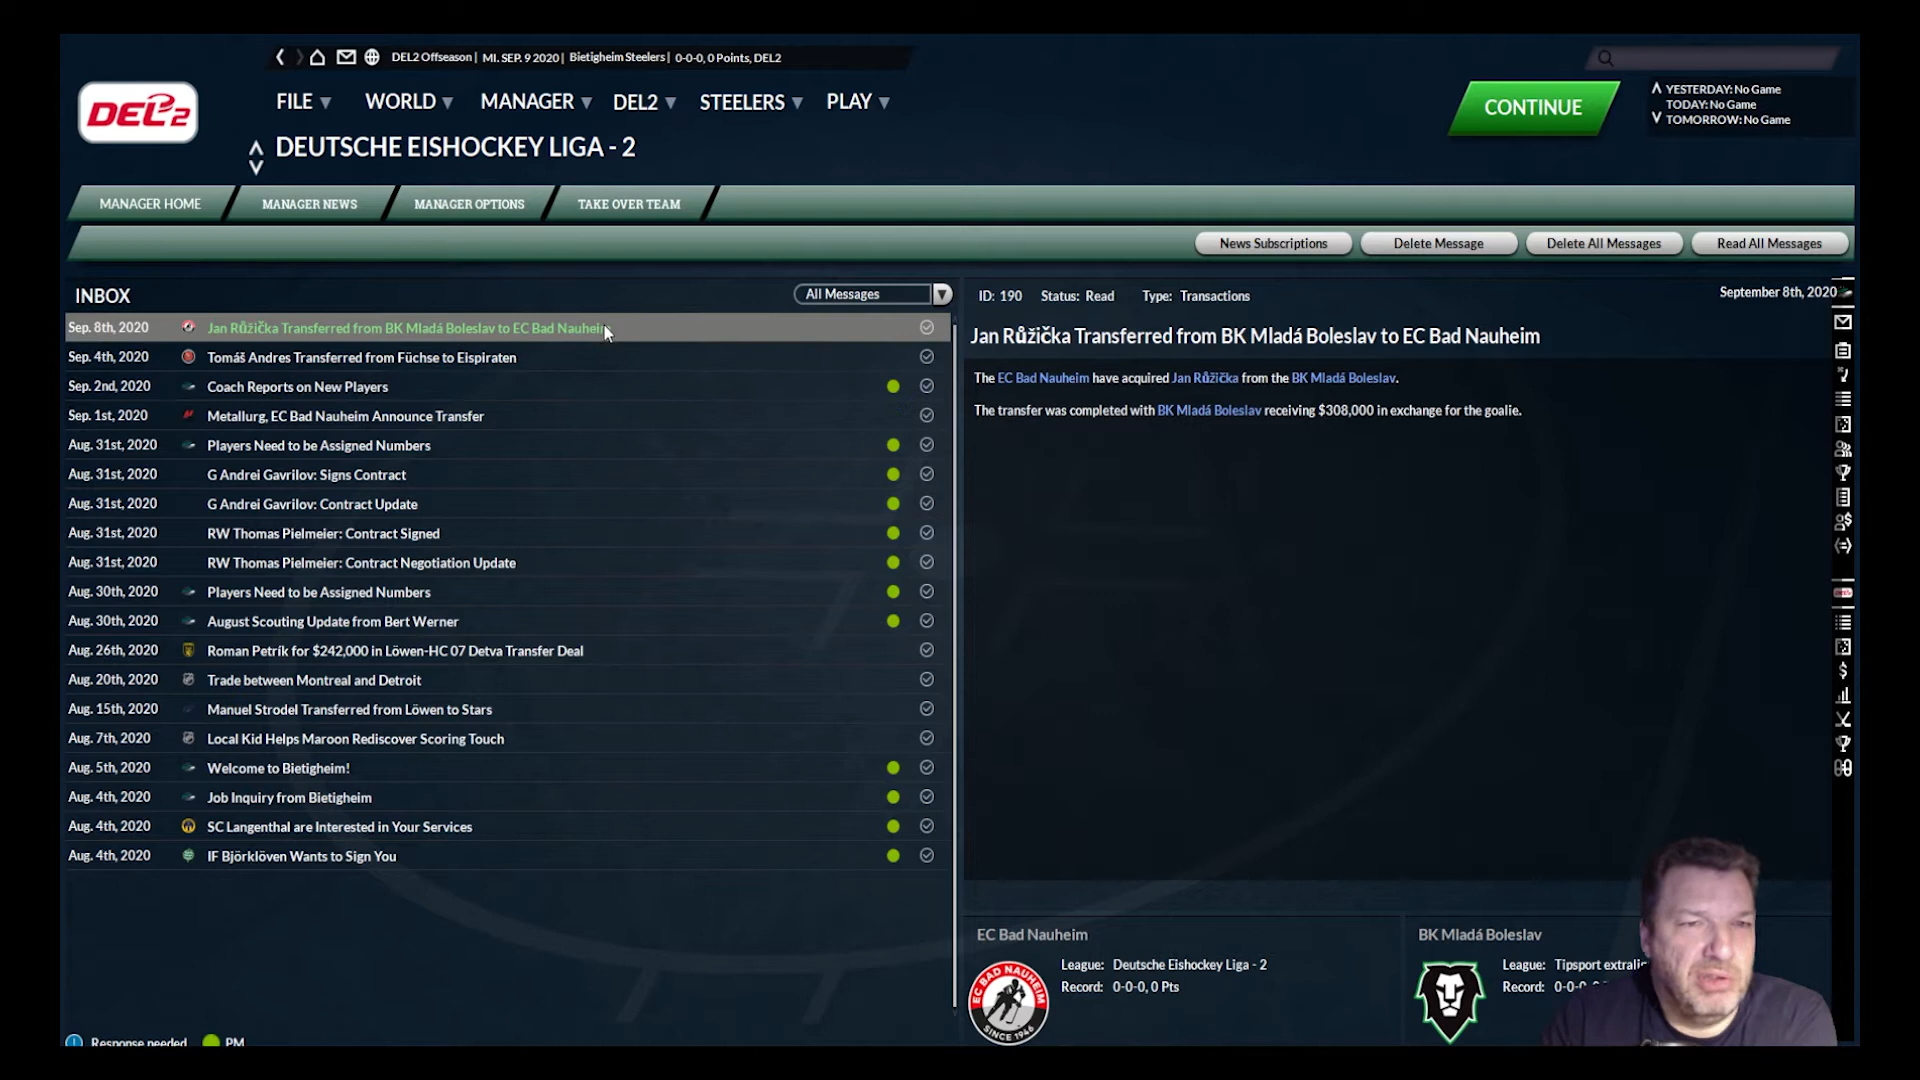 DEL2 Offseason | MI. SEP. 9 2020 | Bietigheim Steelers | 0-0-0, 0 Points, DEL2
DEL2
FILE WORLD MANAGER DEL2 STEELERS PLAY
CONTINUE
YESTERDAY: No Game
TODAY: No Game
TOMORROW: No Game
DEUTSCHE EISHOCKEY LIGA - 2
MANAGER HOME MANAGER NEWS MANAGER OPTIONS TAKE OVER TEAM
News Subscriptions Delete Message Delete All Messages Read All Messages
INBOX All Messages
Sep. 8th, 2020 Jan Růžička Transferred from BK Mladá Boleslav to EC Bad Nauheim
Sep. 4th, 2020 Tomáš Andres Transferred from Füchse to Eispiraten
Sep. 2nd, 2020 Coach Reports on New Players
Sep. 1st, 2020 Metallurg, EC Bad Nauheim Announce Transfer
Aug. 31st, 2020 Players Need to be Assigned Numbers
Aug. 31st, 2020 G Andrei Gavrilov: Signs Contract
Aug. 31st, 2020 G Andrei Gavrilov: Contract Update
Aug. 31st, 2020 RW Thomas Pielmeier: Contract Signed
Aug. 31st, 2020 RW Thomas Pielmeier: Contract Negotiation Update
Aug. 30th, 2020 Players Need to be Assigned Numbers
Aug. 30th, 2020 August Scouting Update from Bert Werner
Aug. 26th, 2020 Roman Petrík for $242,000 in Löwen-HC 07 Detva Transfer Deal
Aug. 20th, 2020 Trade between Montreal and Detroit
Aug. 15th, 2020 Manuel Strodel Transferred from Löwen to Stars
Aug. 7th, 2020 Local Kid Helps Maroon Rediscover Scoring Touch
Aug. 5th, 2020 Welcome to Bietigheim!
Aug. 4th, 2020 Job Inquiry from Bietigheim
Aug. 4th, 2020 SC Langenthal are Interested in Your Services
Aug. 4th, 2020 IF Björklöven Wants to Sign You
Response needed PM
ID: 190 Status: Read Type: Transactions September 8th, 2020
Jan Růžička Transferred from BK Mladá Boleslav to EC Bad Nauheim
The EC Bad Nauheim have acquired Jan Růžička from the BK Mladá Boleslav.
The transfer was completed with BK Mladá Boleslav receiving $308,000 in exchange for the goalie.
EC Bad Nauheim
League: Deutsche Eishockey Liga - 2
Record: 0-0-0, 0 Pts
EC BAD NAUHEIM
SINCE 1946
BK Mladá Boleslav
League: Tipsport extralig
Record: 0-0-0